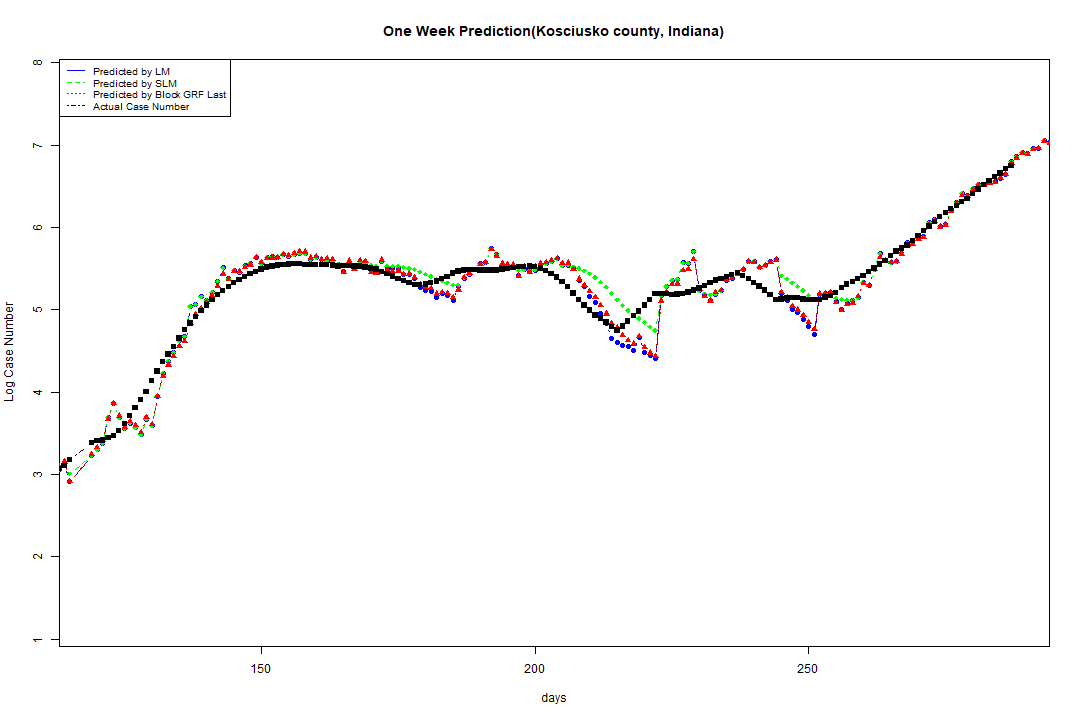 One Week Prediction(Kosciusko county, Indiana)
Predicted by LM
Predicted by SLM
Predicted by Block GRF Last
Actual Case Number
8
7
6
5
4
3
2
1
Log Case Number
150 200 250
days